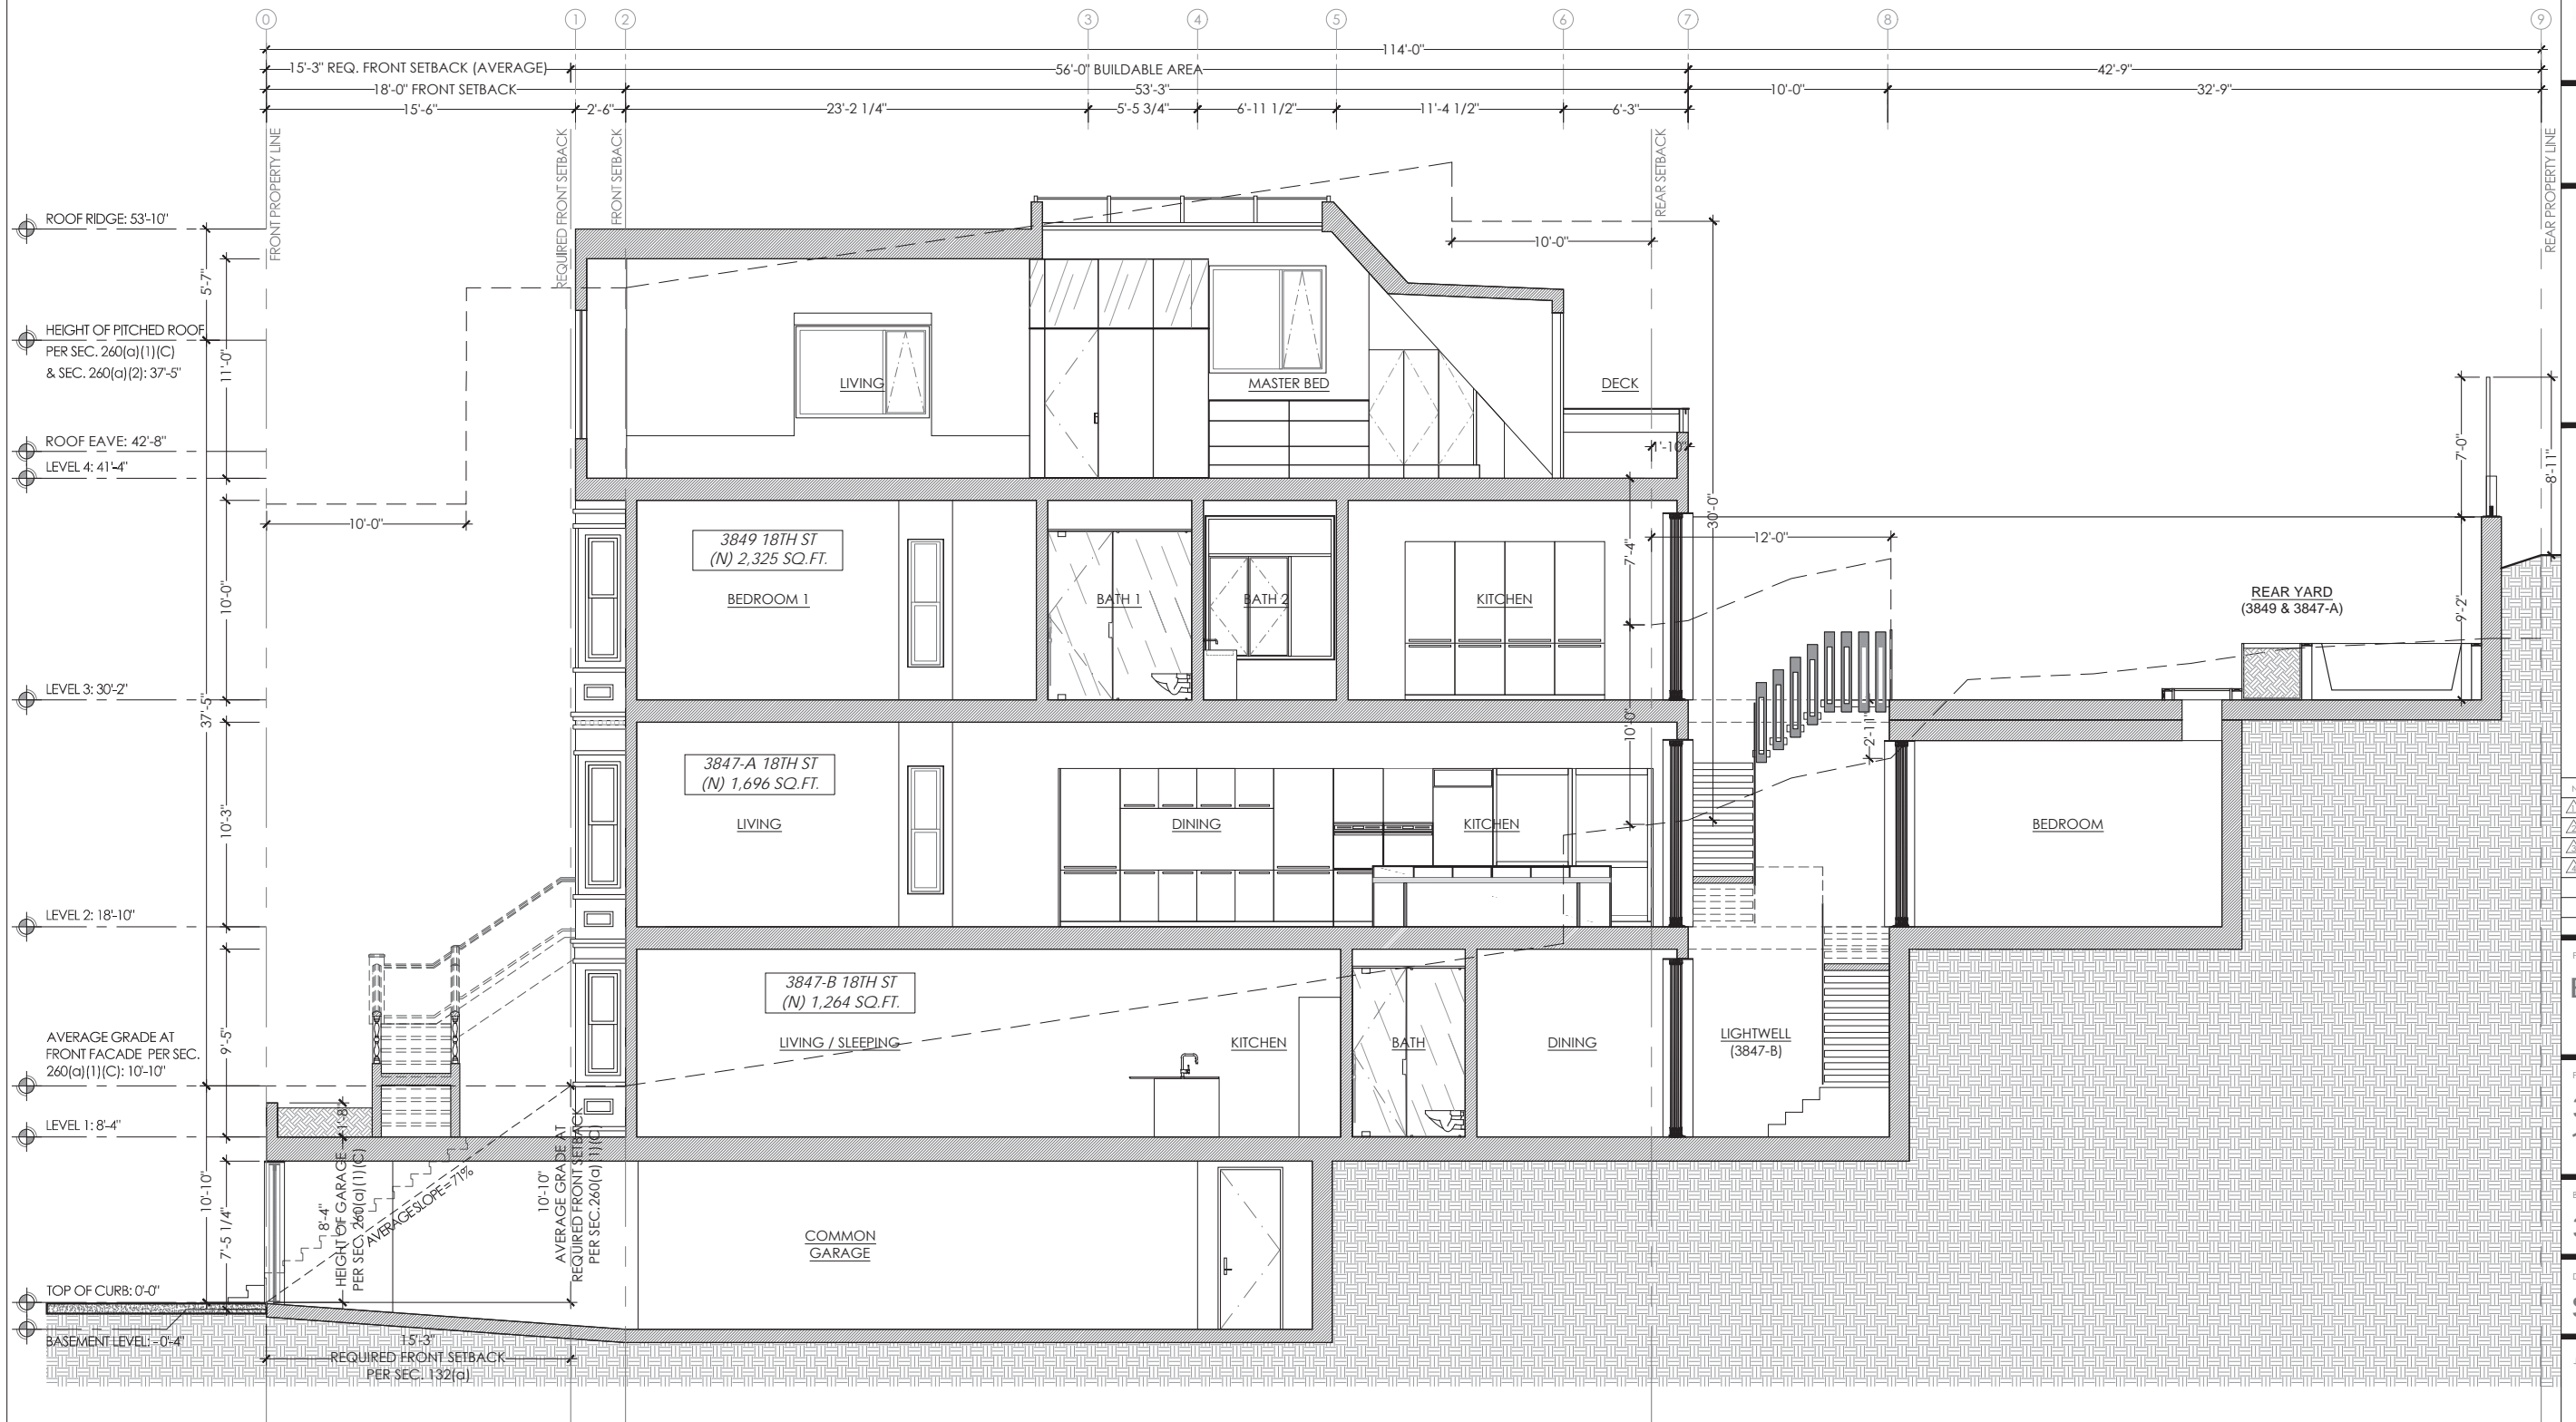 0 1 2 3 4 5 6 7 8 9
114'-0"
15'-3" REQ. FRONT SETBACK (AVERAGE)
56'-0" BUILDABLE AREA
42'-9"
18'-0" FRONT SETBACK
53'-3"
10'-0"
32'-9"
15'-6"
2'-6"
23'-2 1/4"
5'-5 3/4"
6'-11 1/2"
11'-4 1/2"
6'-3"
FRONT PROPERTY LINE
REQUIRED FRONT SETBACK
FRONT SETBACK
REAR SETBACK
REAR PROPERTY LINE
ROOF RIDGE: 53'-10"
HEIGHT OF PITCHED ROOF
PER SEC. 260(a)(1)(C)
& SEC. 260(a)(2): 37'-5"
ROOF EAVE: 42'-8"
LEVEL 4: 41'-4"
LEVEL 3: 30'-2"
LEVEL 2: 18'-10"
AVERAGE GRADE AT
FRONT FACADE PER SEC.
260(a)(1)(C): 10'-10"
LEVEL 1: 8'-4"
TOP OF CURB: 0'-0"
BASEMENT LEVEL: - 0'-4"
5'-7"
11'-0"
10'-0"
10'-0"
37'-5"
10'-3"
9'-5"
10'-10"
7'-5 1/4"
1'-8"
8'-4"
HEIGHT OF GARAGE
PER SEC. 260(a)(1)(C)
AVERAGE SLOPE = 71%
10'-10"
AVERAGE GRADE AT
REQUIRED FRONT SETBACK
PER SEC.260(a)(1)(C)
15'-3"
REQUIRED FRONT SETBACK
PER SEC. 132(a)
LIVING
MASTER BED
DECK
10'-0"
1'-10"
30'-0"
7'-4"
10'-0"
12'-0"
2'-11"
7'-0"
8'-11"
9'-2"
3849 18TH ST
(N) 2,325 SQ.FT.
BEDROOM 1
BATH 1
BATH 2
KITCHEN
REAR YARD
(3849 & 3847-A)
3847-A 18TH ST
(N) 1,696 SQ.FT.
LIVING
DINING
KITCHEN
BEDROOM
3847-B 18TH ST
(N) 1,264 SQ.FT.
LIVING / SLEEPING
KITCHEN
BATH
DINING
LIGHTWELL
(3847-B)
COMMON
GARAGE